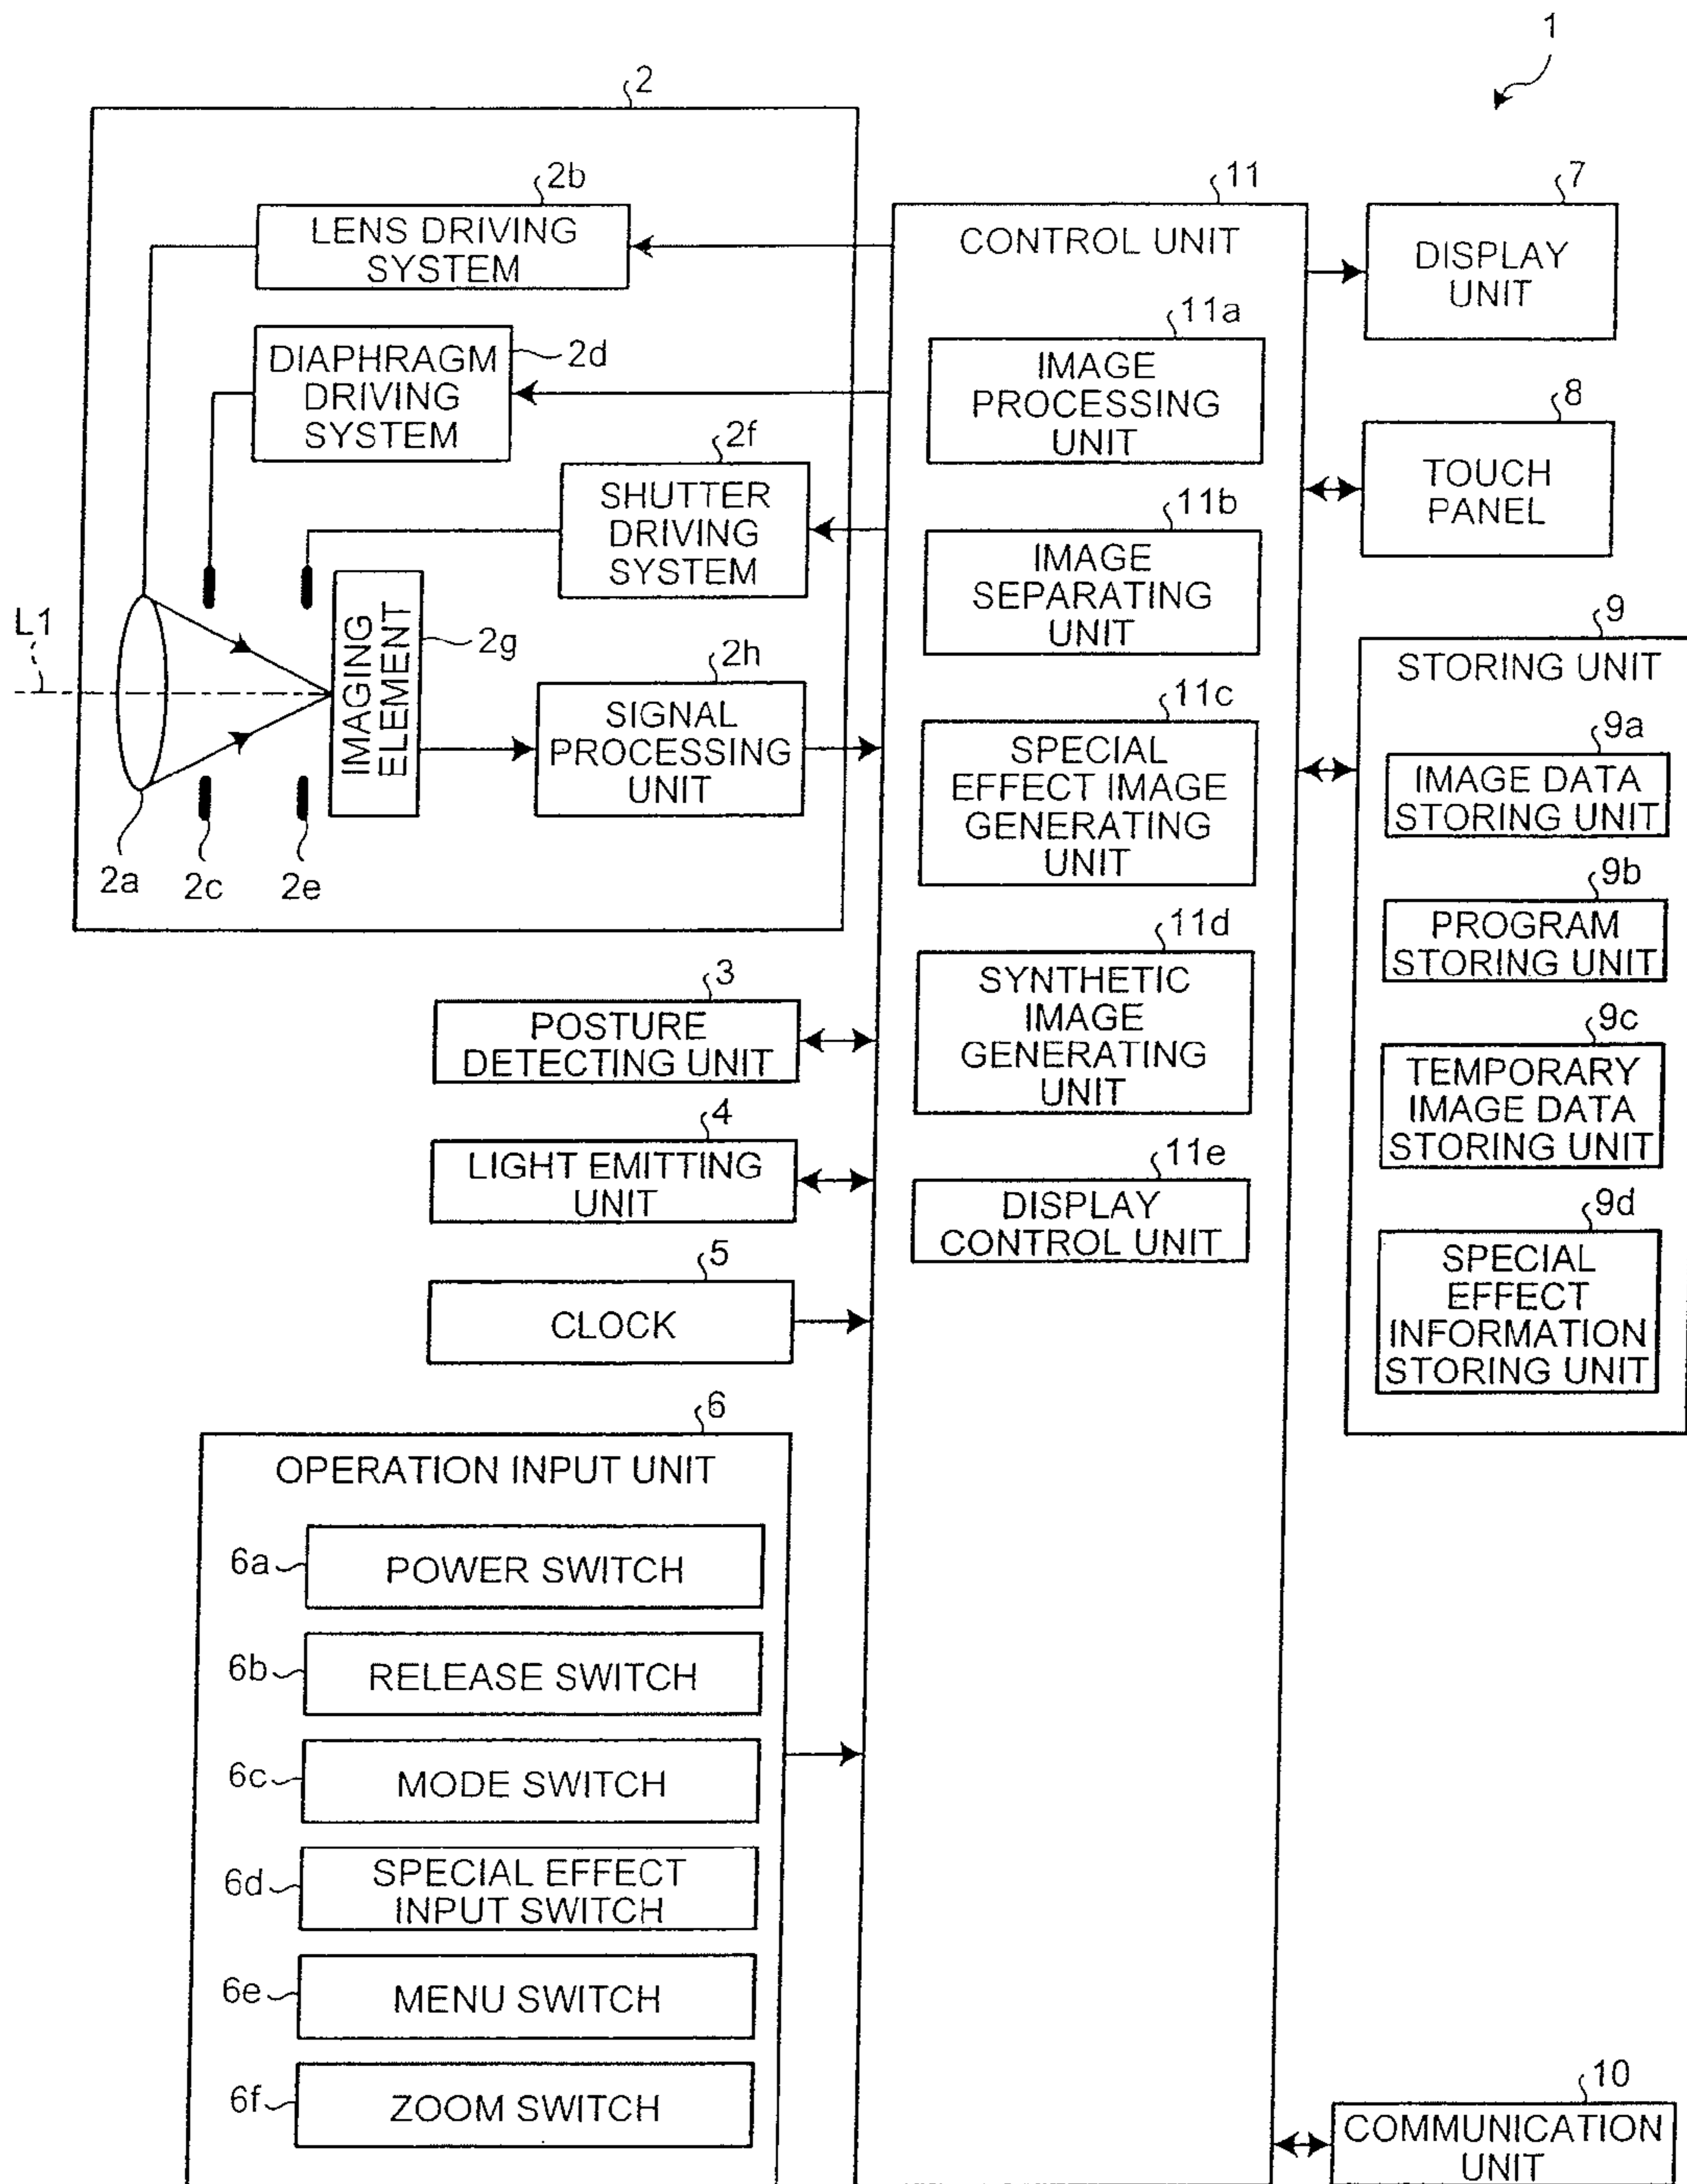 1
2
2b
LENS DRIVING
SYSTEM
DIAPHRAGM
DRIVING
SYSTEM
2d
2f
SHUTTER
DRIVING
SYSTEM
L1
IMAGING
ELEMENT
2g
2h
SIGNAL
PROCESSING
UNIT
2a
2c
2e
3
POSTURE
DETECTING UNIT
4
LIGHT EMITTING
UNIT
5
CLOCK
6
OPERATION INPUT UNIT
6a
POWER SWITCH
6b
RELEASE SWITCH
6c
MODE SWITCH
6d
SPECIAL EFFECT
INPUT SWITCH
6e
MENU SWITCH
6f
ZOOM SWITCH
11
CONTROL UNIT
11a
IMAGE
PROCESSING
UNIT
11b
IMAGE
SEPARATING
UNIT
11c
SPECIAL
EFFECT IMAGE
GENERATING
UNIT
11d
SYNTHETIC
IMAGE
GENERATING
UNIT
11e
DISPLAY
CONTROL UNIT
7
DISPLAY
UNIT
8
TOUCH
PANEL
9
STORING UNIT
9a
IMAGE DATA
STORING UNIT
9b
PROGRAM
STORING UNIT
9c
TEMPORARY
IMAGE DATA
STORING UNIT
9d
SPECIAL
EFFECT
INFORMATION
STORING UNIT
10
COMMUNICATION
UNIT